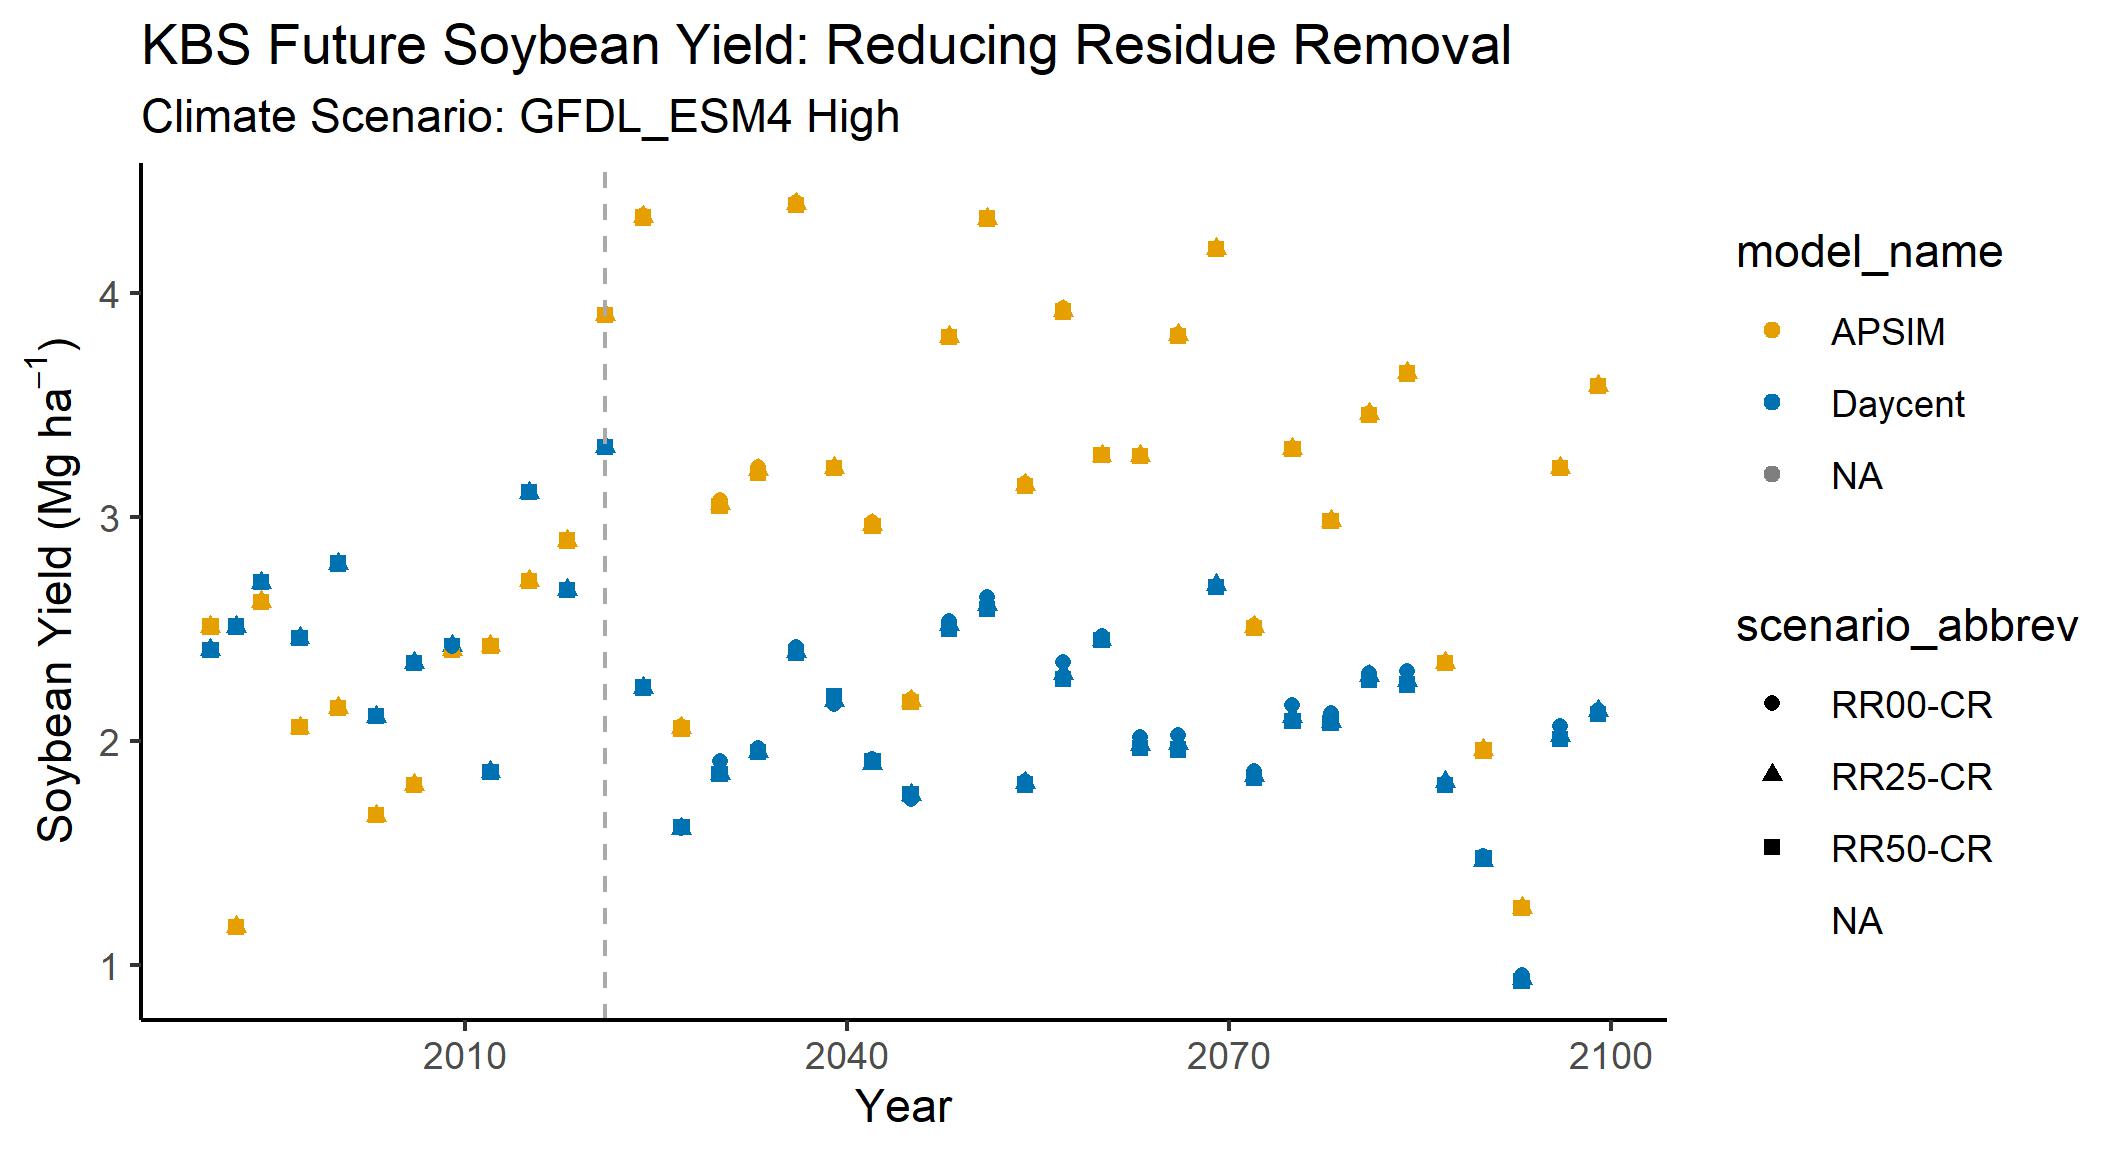 KBS Future Soybean Yield: Reducing Residue Removal
Climate Scenario: GFDL_ESM4 High
Soybean Yield (Mg ha⁻¹)
4
3
2
1
2010
2040
2070
2100
Year
model_name
APSIM
Daycent
NA
scenario_abbrev
RR00-CR
RR25-CR
RR50-CR
NA